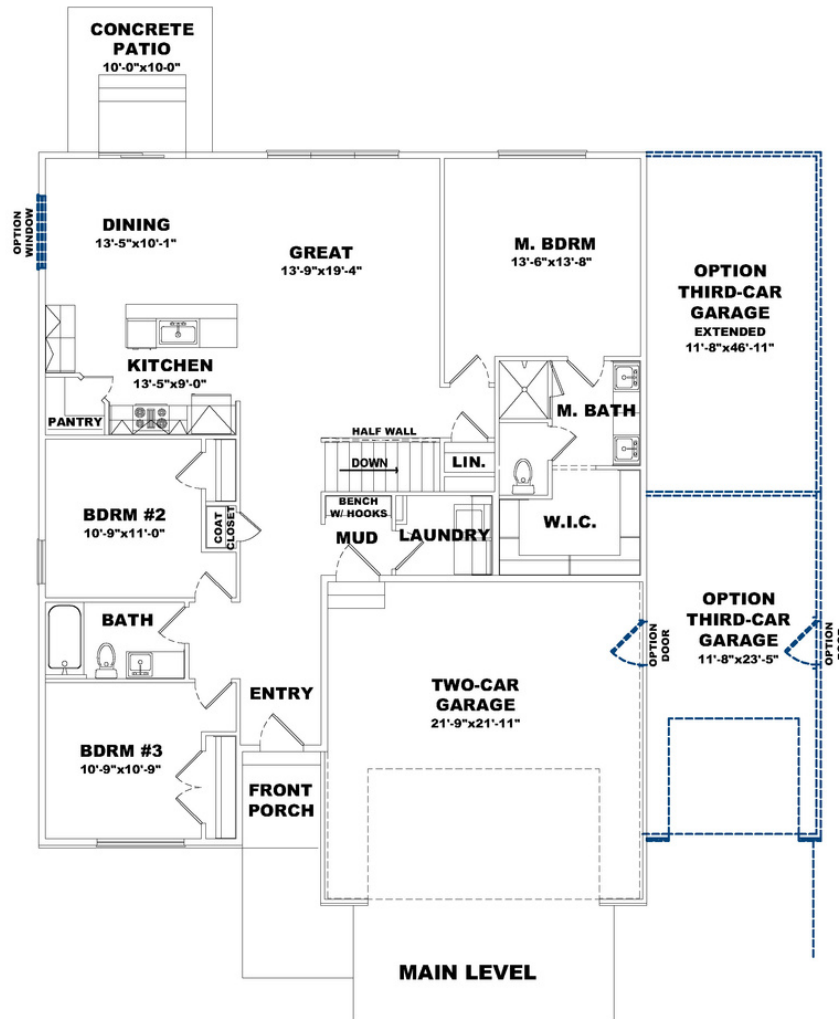 CONCRETE
PATIO
10'-0"x10-0"
OPTION
WINDOW
DINING
13'-5"x10'-1"
GREAT
13'-9"x19'-4"
M. BDRM
13'-6"x13'-8"
OPTION
THIRD-CAR
GARAGE
EXTENDED
11'-8"x46'-11"
KITCHEN
13'-5"x9'-0"
PANTRY
M. BATH
HALF WALL
DOWN
LIN.
BENCH
W/ HOOKS
MUD
LAUNDRY
W.I.C.
BDRM #2
10'-9"x11'-0"
COAT
CLOSET
BATH
OPTION
THIRD-CAR
GARAGE
11'-8"x23'-5"
OPTION
DOOR
OPTION
DOOR
ENTRY
TWO-CAR
GARAGE
21'-9"x21'-11"
BDRM #3
10'-9"x10'-9"
FRONT
PORCH
MAIN LEVEL